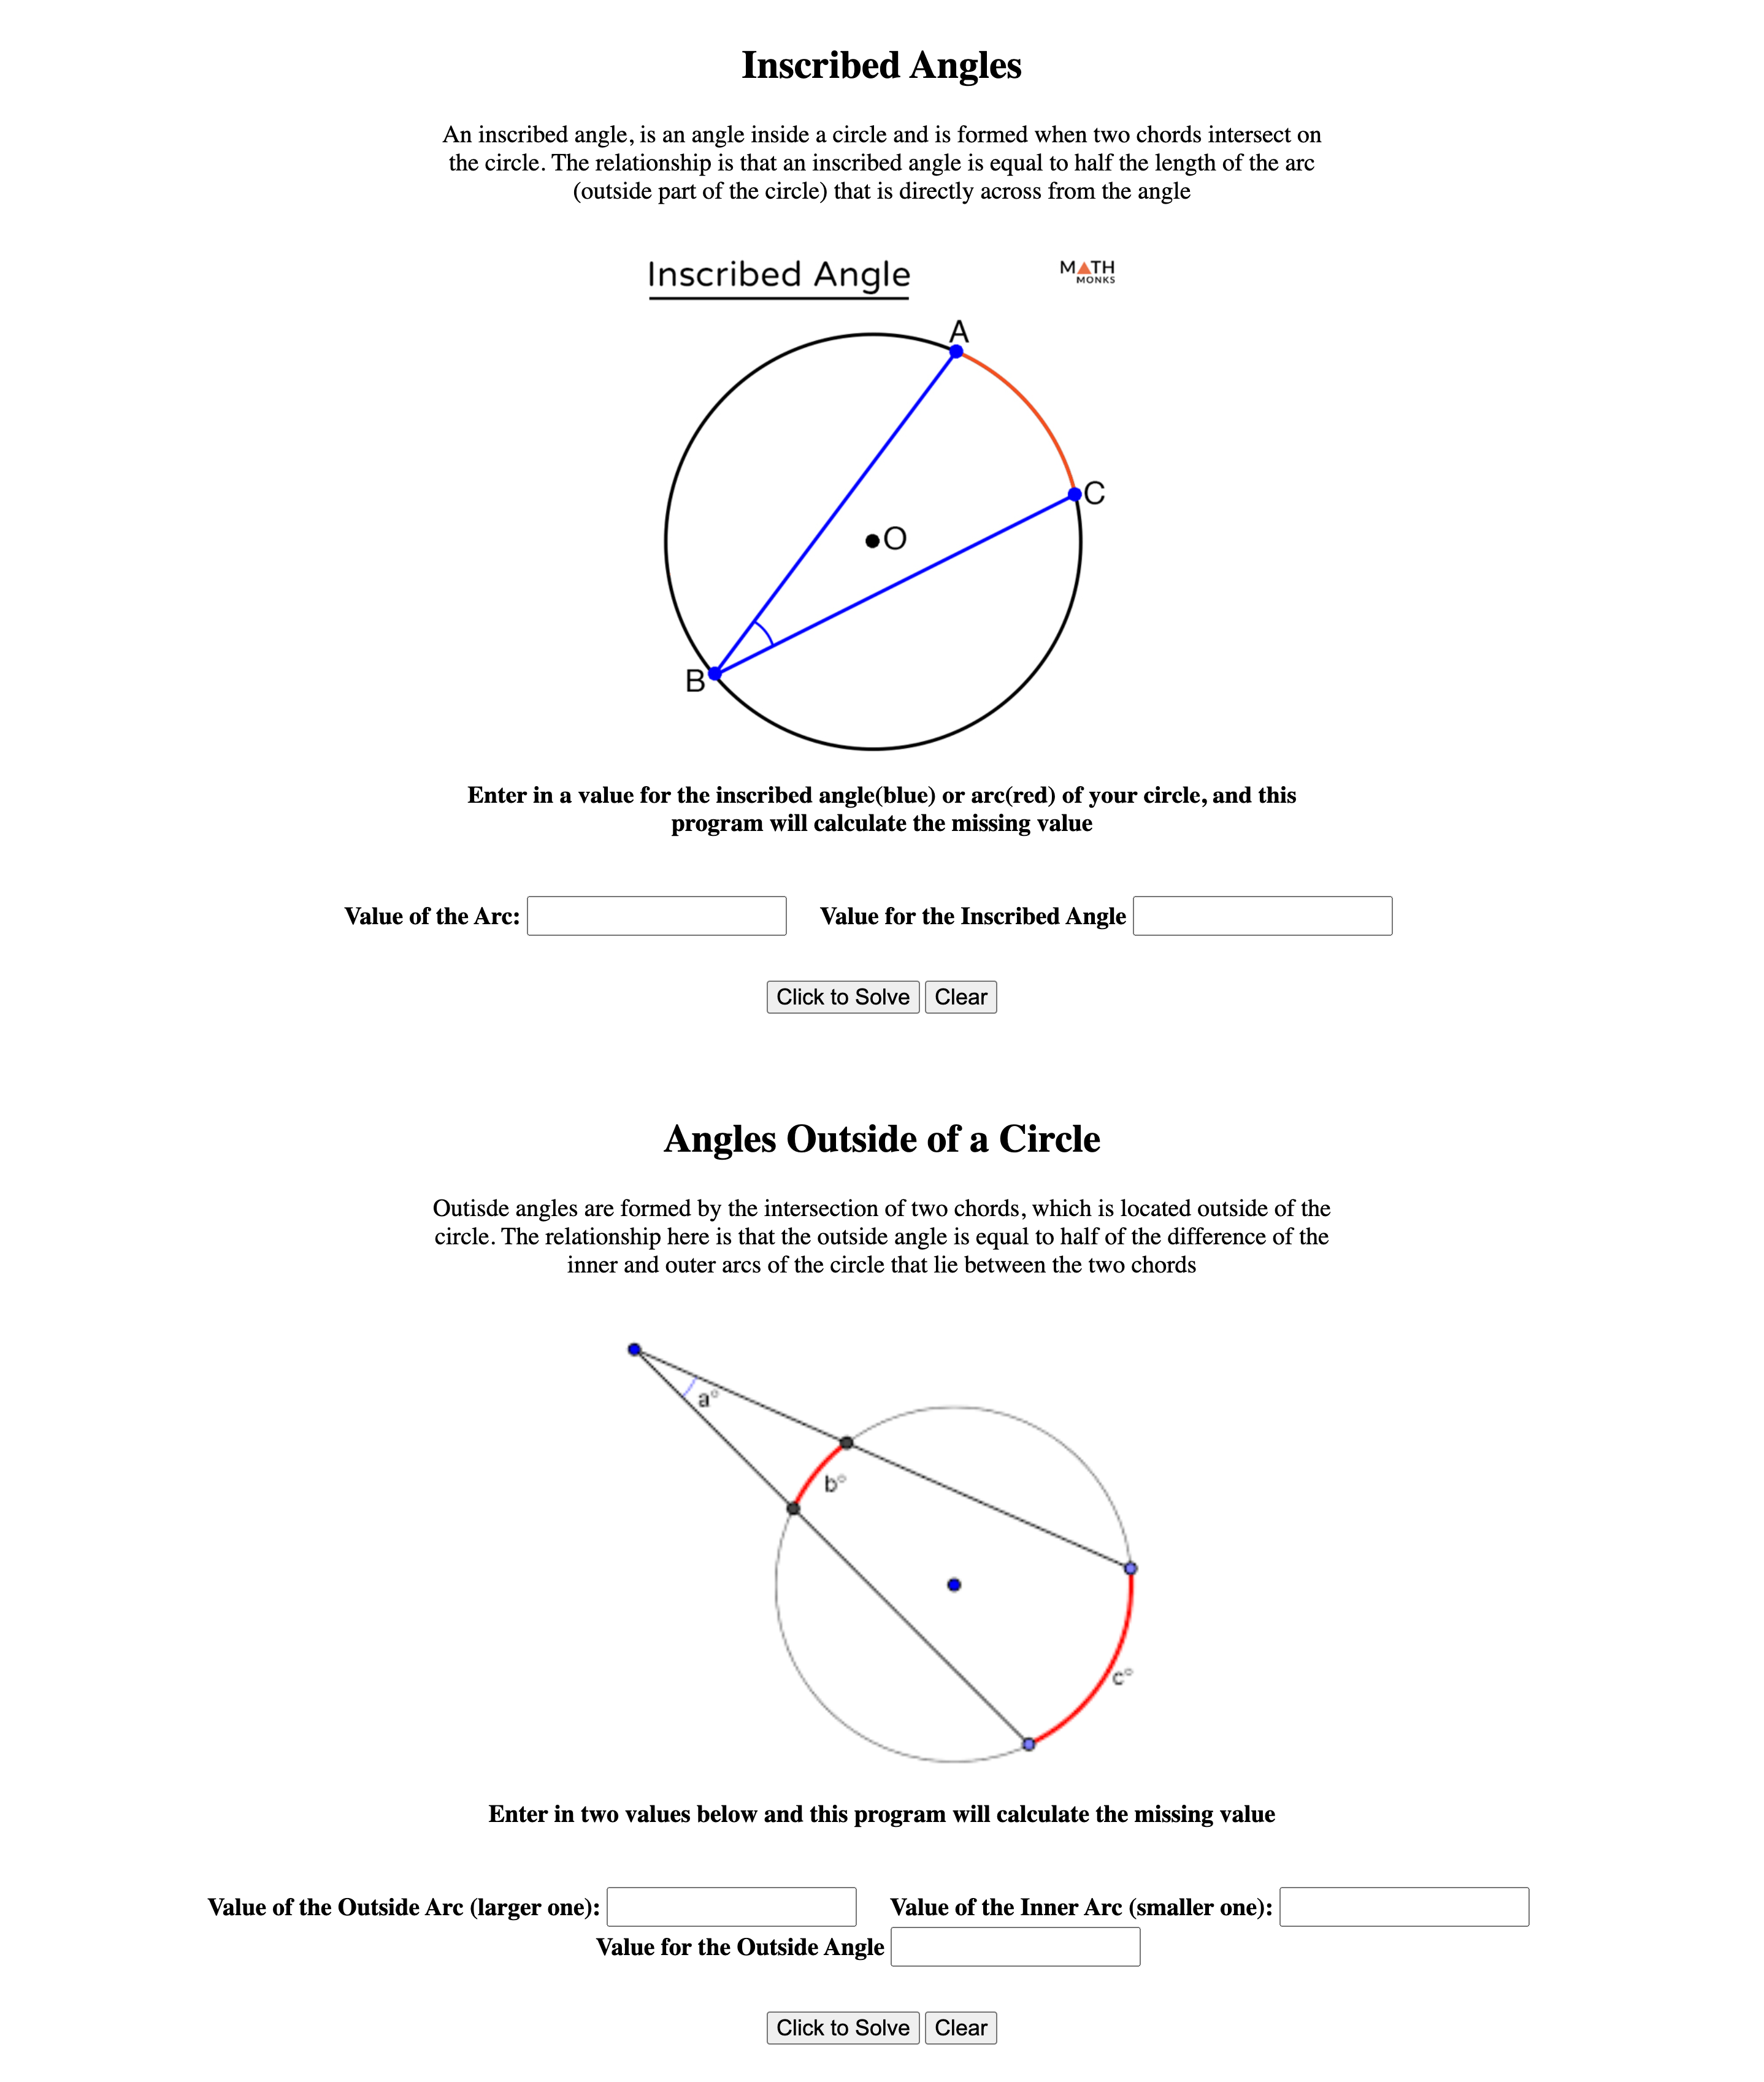 Inscribed Angles
An inscribed angle, is an angle inside a circle and is formed when two chords intersect on
the circle. The relationship is that an inscribed angle is equal to half the length of the arc
(outside part of the circle) that is directly across from the angle
Inscribed Angle
MATH
MONKS
A
C
O
B
Enter in a value for the inscribed angle(blue) or arc(red) of your circle, and this
program will calculate the missing value
Value of the Arc: Value for the Inscribed Angle
Click to Solve Clear
Angles Outside of a Circle
Outisde angles are formed by the intersection of two chords, which is located outside of the
circle. The relationship here is that the outside angle is equal to half of the difference of the
inner and outer arcs of the circle that lie between the two chords
a°
b°
c°
Enter in two values below and this program will calculate the missing value
Value of the Outside Arc (larger one): Value of the Inner Arc (smaller one):
Value for the Outside Angle
Click to Solve Clear